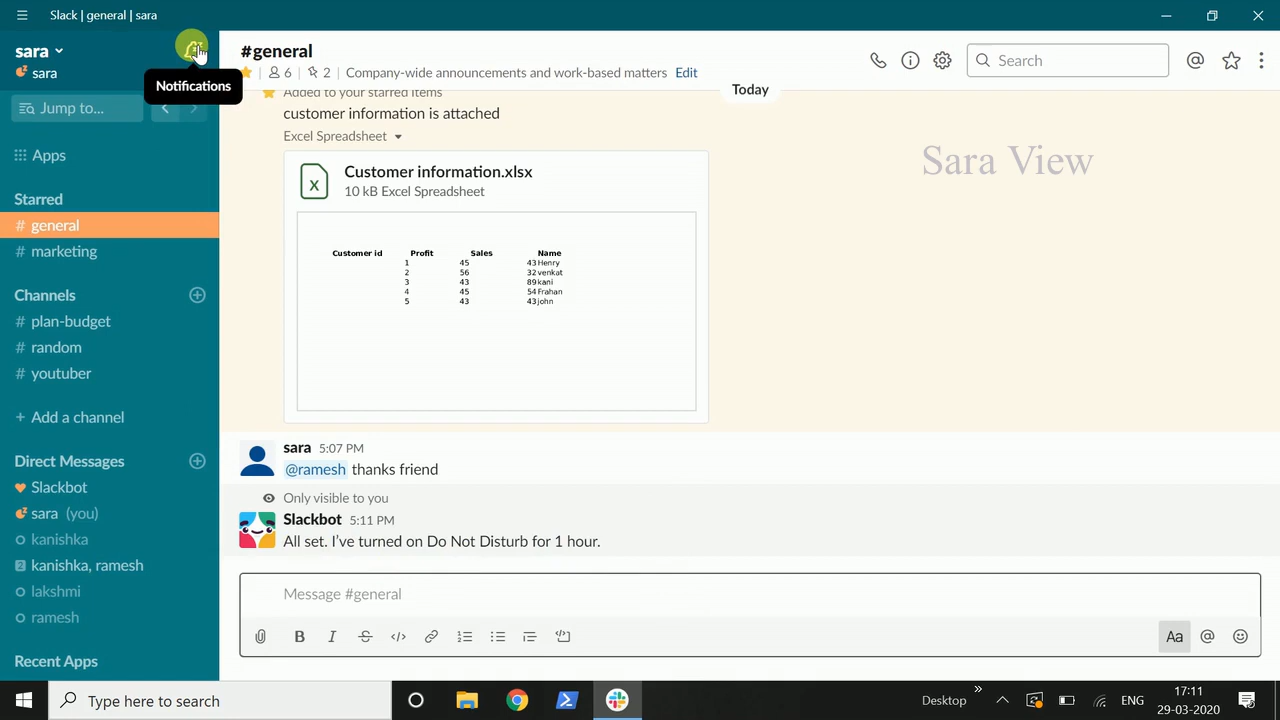 Slack | general | sara
sara
sara
Notifications
Jump to...
Apps
Starred
# general
# marketing
Channels
# plan-budget
# random
# youtuber
+ Add a channel
Direct Messages
Slackbot
sara (you)
kanishka
2 kanishka, ramesh
lakshmi
ramesh
Recent Apps
#general
6 | 2 | Company-wide announcements and work-based matters Edit
Search
Added to your starred items
Today
customer information is attached
Excel Spreadsheet
Sara View
X
Customer information.xlsx
10 kB Excel Spreadsheet
Customer id Profit Sales Name
1 45 43 Henry
2 56 32 venkat
3 43 89 kani
4 45 54 Frahan
5 43 43 john
sara 5:07 PM
@ramesh thanks friend
Only visible to you
Slackbot 5:11 PM
All set. I've turned on Do Not Disturb for 1 hour.
Message #general
B I S </> Aa @
Type here to search
Desktop
ENG
17:11
29-03-2020